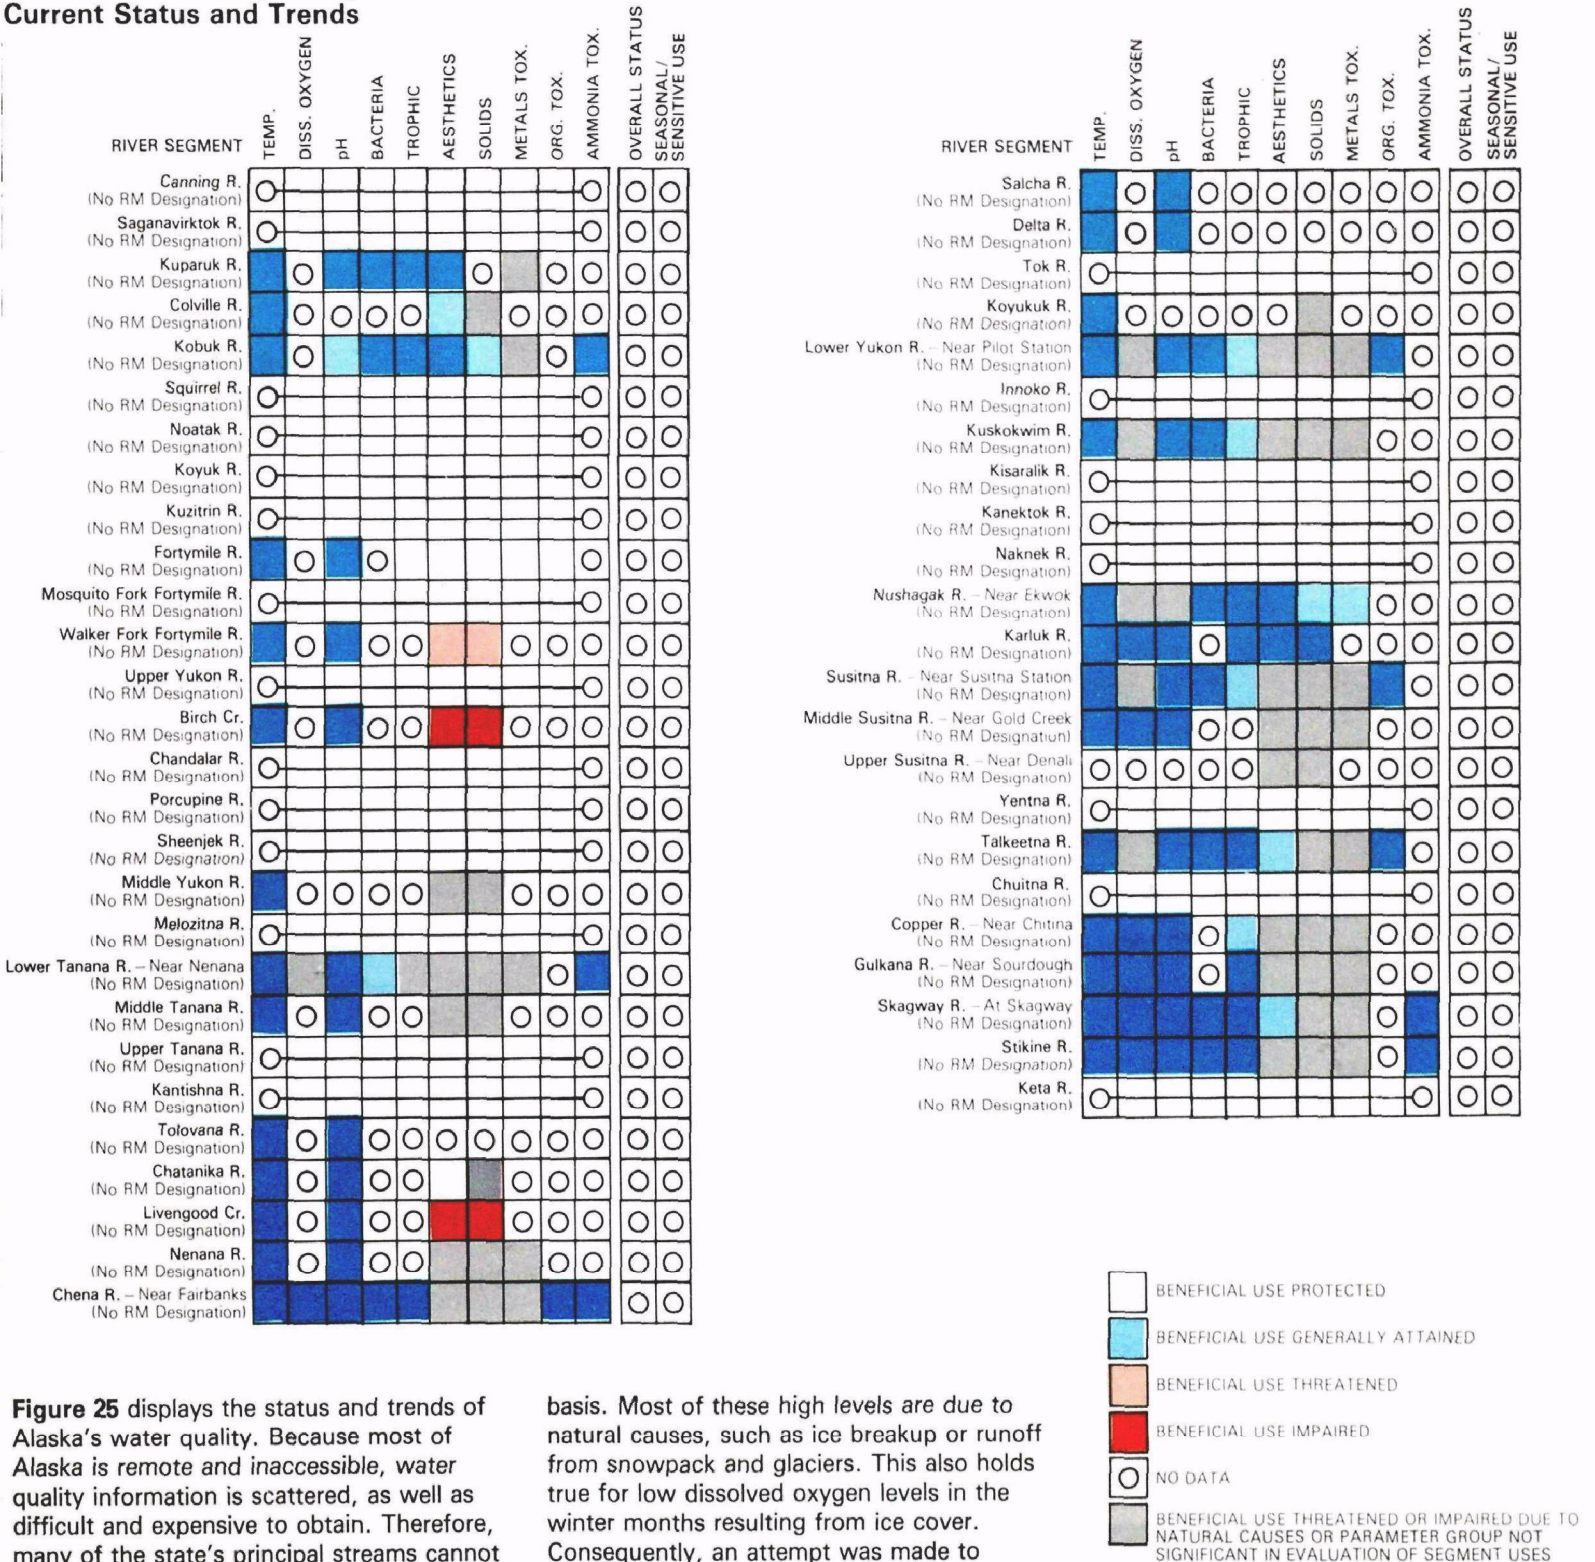 Current Status and Trends
RIVER SEGMENT
TEMP.
DISS. OXYGEN
pH
BACTERIA
TROPHIC
AESTHETICS
SOLIDS
METALS TOX.
ORG. TOX.
AMMONIA TOX.
OVERALL STATUS
SEASONAL/
SENSITIVE USE
Canning R.
(No RM Designation)
Saganavirktok R.
(No RM Designation)
Kuparuk R.
(No RM Designation)
Colville R.
(No RM Designation)
Kobuk R.
(No RM Designation)
Squirrel R.
(No RM Designation)
Noatak R.
(No RM Designation)
Koyuk R.
(No RM Designation)
Kuzitrin R.
(No RM Designation)
Fortymile R.
(No RM Designation)
Mosquito Fork Fortymile R.
(No RM Designation)
Walker Fork Fortymile R.
(No RM Designation)
Upper Yukon R.
(No RM Designation)
Birch Cr.
(No RM Designation)
Chandalar R.
(No RM Designation)
Porcupine R.
(No RM Designation)
Sheenjek R.
(No RM Designation)
Middle Yukon R.
(No RM Designation)
Melozitna R.
(No RM Designation)
Lower Tanana R. – Near Nenana
(No RM Designation)
Middle Tanana R.
(No RM Designation)
Upper Tanana R.
(No RM Designation)
Kantishna R.
(No RM Designation)
Tolovana R.
(No RM Designation)
Chatanika R.
(No RM Designation)
Livengood Cr.
(No RM Designation)
Nenana R.
(No RM Designation)
Chena R. – Near Fairbanks
(No RM Designation)
RIVER SEGMENT
TEMP.
DISS. OXYGEN
pH
BACTERIA
TROPHIC
AESTHETICS
SOLIDS
METALS TOX.
ORG. TOX.
AMMONIA TOX.
OVERALL STATUS
SEASONAL/
SENSITIVE USE
Salcha R.
(No RM Designation)
Delta R.
(No RM Designation)
Tok R.
(No RM Designation)
Koyukuk R.
(No RM Designation)
Lower Yukon R. – Near Pilot Station
(No RM Designation)
Innoko R.
(No RM Designation)
Kuskokwim R.
(No RM Designation)
Kisaralik R.
(No RM Designation)
Kanektok R.
(No RM Designation)
Naknek R.
(No RM Designation)
Nushagak R. – Near Ekwok
(No RM Designation)
Karluk R.
(No RM Designation)
Susitna R. – Near Susitna Station
(No RM Designation)
Middle Susitna R. – Near Gold Creek
(No RM Designation)
Upper Susitna R. – Near Denali
(No RM Designation)
Yentna R.
(No RM Designation)
Talkeetna R.
(No RM Designation)
Chuitna R.
(No RM Designation)
Copper R. – Near Chitina
(No RM Designation)
Gulkana R. – Near Sourdough
(No RM Designation)
Skagway R. – At Skagway
(No RM Designation)
Stikine R.
(No RM Designation)
Keta R.
(No RM Designation)
BENEFICIAL USE PROTECTED
BENEFICIAL USE GENERALLY ATTAINED
BENEFICIAL USE THREATENED
BENEFICIAL USE IMPAIRED
NO DATA
BENEFICIAL USE THREATENED OR IMPAIRED DUE TO
NATURAL CAUSES OR PARAMETER GROUP NOT
SIGNIFICANT IN EVALUATION OF SEGMENT USES
Figure 25 displays the status and trends of
Alaska's water quality. Because most of
Alaska is remote and inaccessible, water
quality information is scattered, as well as
difficult and expensive to obtain. Therefore,
many of the state's principal streams cannot
basis. Most of these high levels are due to
natural causes, such as ice breakup or runoff
from snowpack and glaciers. This also holds
true for low dissolved oxygen levels in the
winter months resulting from ice cover.
Consequently, an attempt was made to